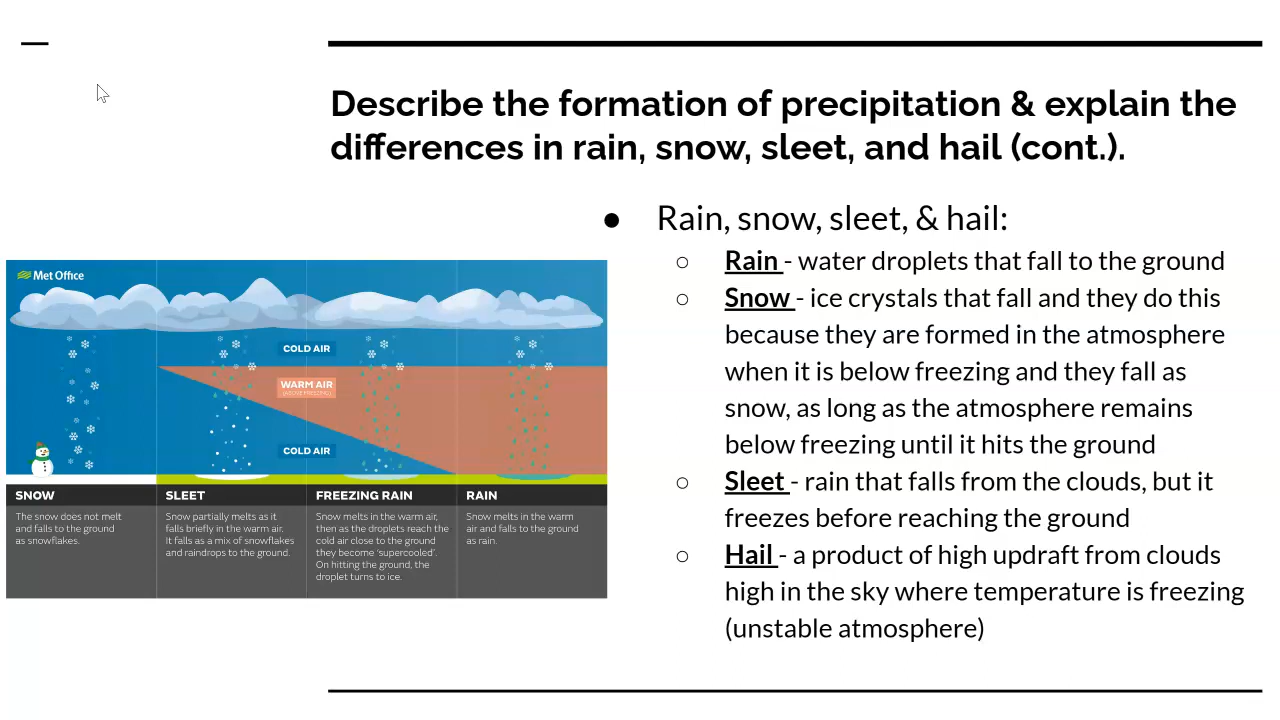 Describe the formation of precipitation & explain the
differences in rain, snow, sleet, and hail (cont.).
● Rain, snow, sleet, & hail:
○ Rain - water droplets that fall to the ground
○ Snow - ice crystals that fall and they do this
because they are formed in the atmosphere
when it is below freezing and they fall as
snow, as long as the atmosphere remains
below freezing until it hits the ground
○ Sleet - rain that falls from the clouds, but it
freezes before reaching the ground
○ Hail - a product of high updraft from clouds
high in the sky where temperature is freezing
(unstable atmosphere)
Met Office
COLD AIR
WARM AIR
(ABOVE FREEZING)
COLD AIR
SNOW
The snow does not melt
and falls to the ground
as snowflakes.
SLEET
Snow partially melts as it
falls briefly in the warm air.
It falls as a mix of snowflakes
and raindrops to the ground.
FREEZING RAIN
Snow melts in the warm air,
then as the droplets reach the
cold air close to the ground
they become 'supercooled'.
On hitting the ground, the
droplet turns to ice.
RAIN
Snow melts in the warm
air and falls to the ground
as rain.